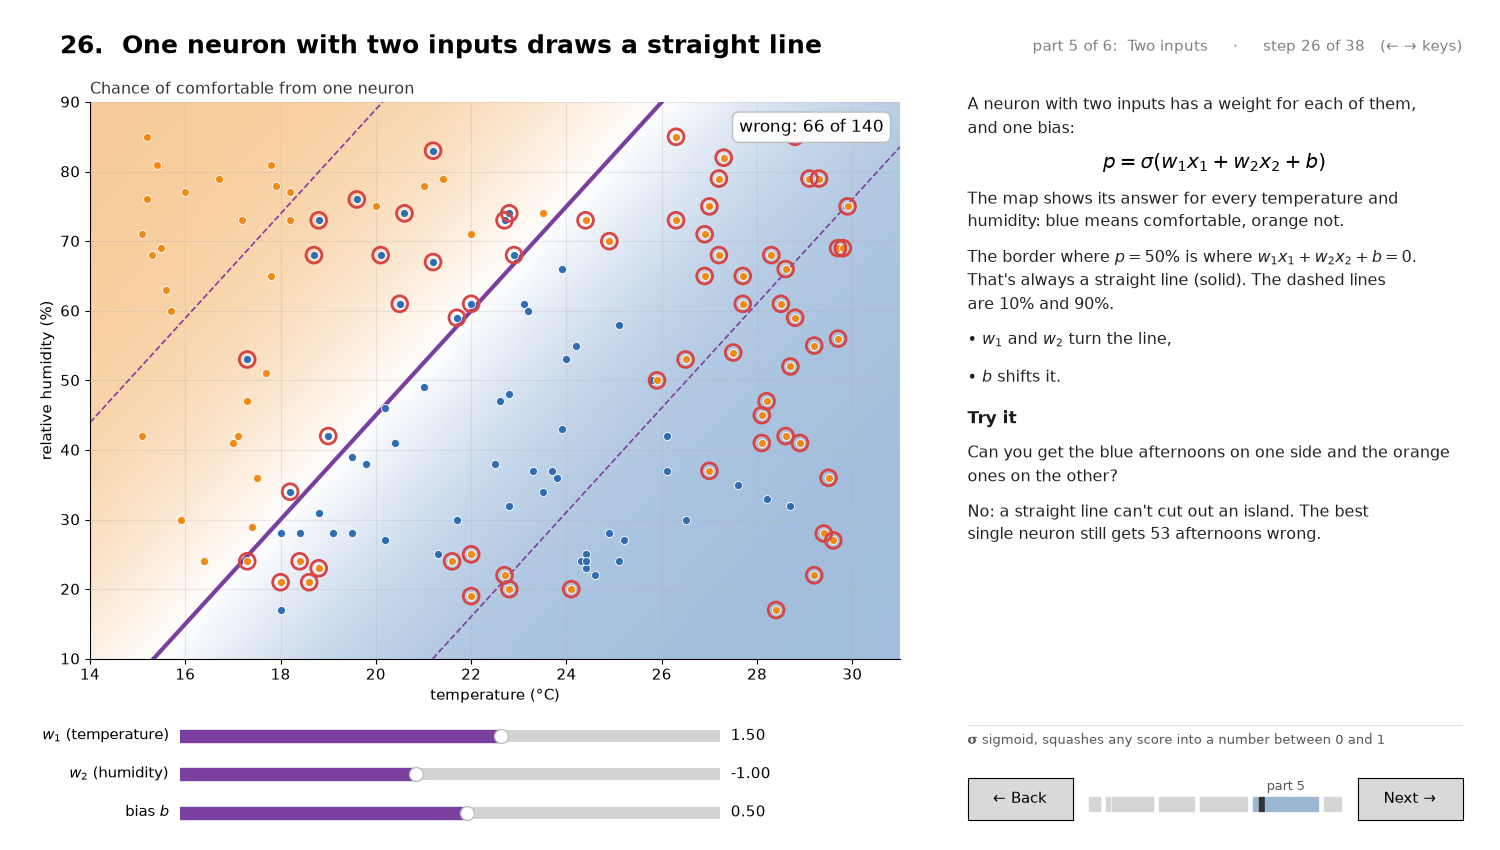 26. One neuron with two inputs draws a straight line
part 5 of 6: Two inputs · step 26 of 38 (← → keys)
Chance of comfortable from one neuron
wrong: 66 of 140
90
80
70
60
50
40
30
20
10
relative humidity (%)
14 16 18 20 22 24 26 28 30
temperature (°C)
w₁ (temperature) 1.50
w₂ (humidity) -1.00
bias b 0.50
A neuron with two inputs has a weight for each of them,
and one bias:
p = σ(w₁x₁ + w₂x₂ + b)
The map shows its answer for every temperature and
humidity: blue means comfortable, orange not.
The border where p = 50% is where w₁x₁ + w₂x₂ + b = 0.
That's always a straight line (solid). The dashed lines
are 10% and 90%.
• w₁ and w₂ turn the line,
• b shifts it.
Try it
Can you get the blue afternoons on one side and the orange
ones on the other?
No: a straight line can't cut out an island. The best
single neuron still gets 53 afternoons wrong.
σ sigmoid, squashes any score into a number between 0 and 1
← Back
part 5
Next →